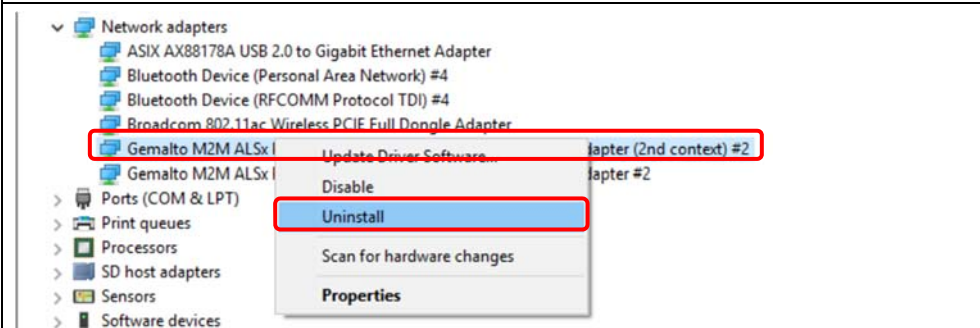 Network adapters
ASIX AX88178A USB 2.0 to Gigabit Ethernet Adapter
Bluetooth Device (Personal Area Network) #4
Bluetooth Device (RFCOMM Protocol TDI) #4
Broadcom 802.11ac Wireless PCIE Full Dongle Adapter
Gemalto M2M ALSx dapter (2nd context) #2
Gemalto M2M ALSx dapter #2
Ports (COM & LPT)
Print queues
Processors
SD host adapters
Sensors
Software devices
Update Driver Software...
Disable
Uninstall
Scan for hardware changes
Properties